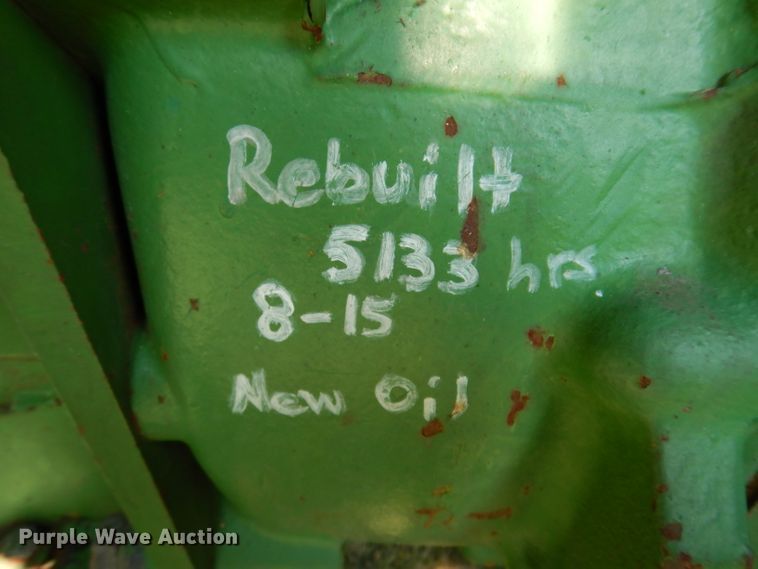 Rebuilt
5133 hrs.
8-15
New Oil
Purple Wave Auction